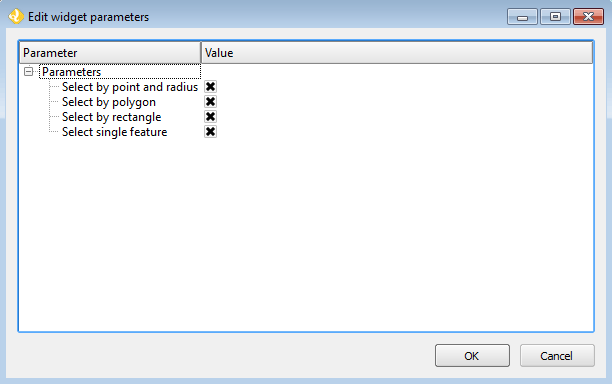 Edit widget parameters
Parameter Value
Parameters
Select by point and radius
Select by polygon
Select by rectangle
Select single feature
OK Cancel